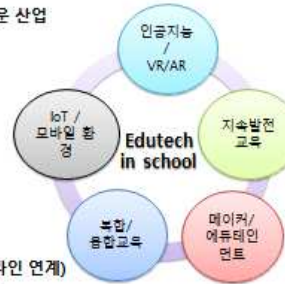 운 산업
인공지능
/
VR/AR
IoT /
모바일 환
경
Edutech
in school
지속발전
교육
복합/
융합교육
메이커/
에듀테인
먼트
인 연계)